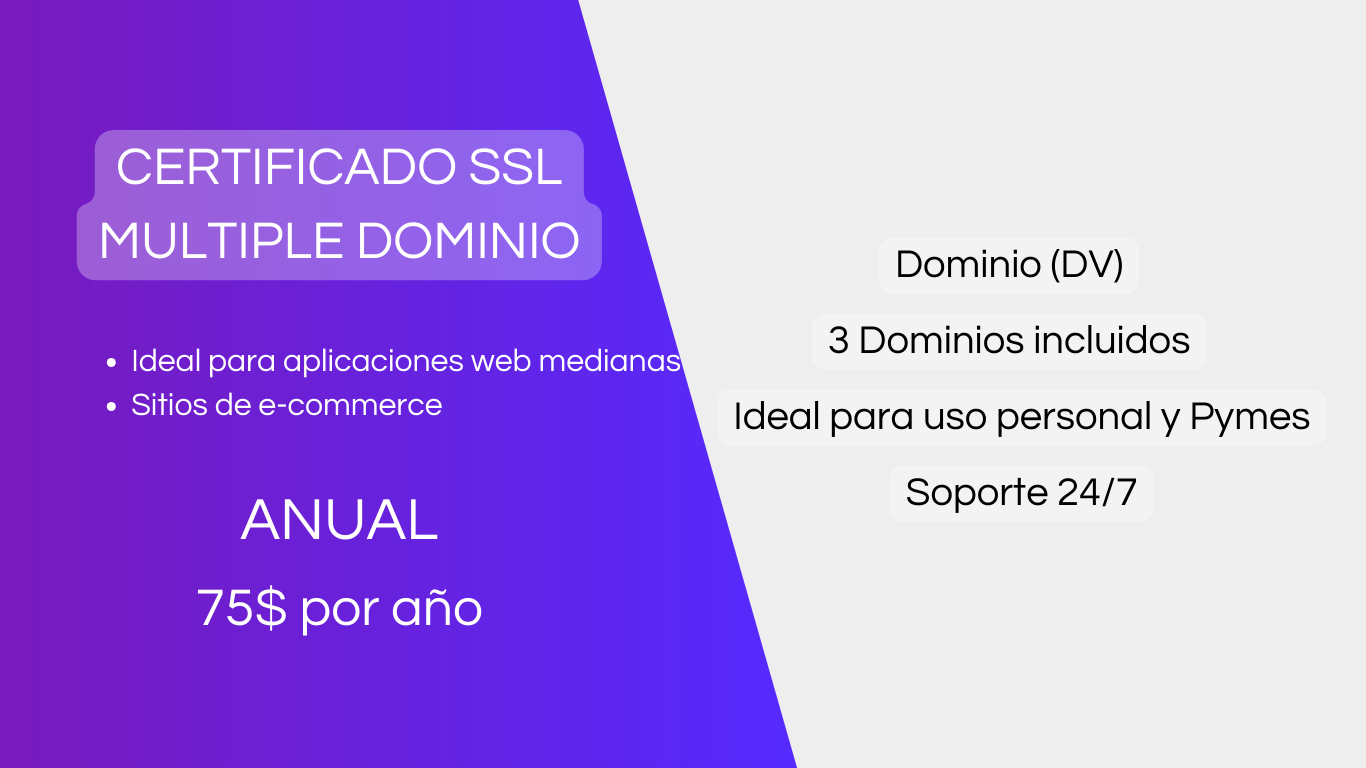 CERTIFICADO SSL
MULTIPLE DOMINIO
Ideal para aplicaciones web medianas
Sitios de e-commerce
ANUAL
75$ por año
Dominio (DV)
3 Dominios incluidos
Ideal para uso personal y Pymes
Soporte 24/7